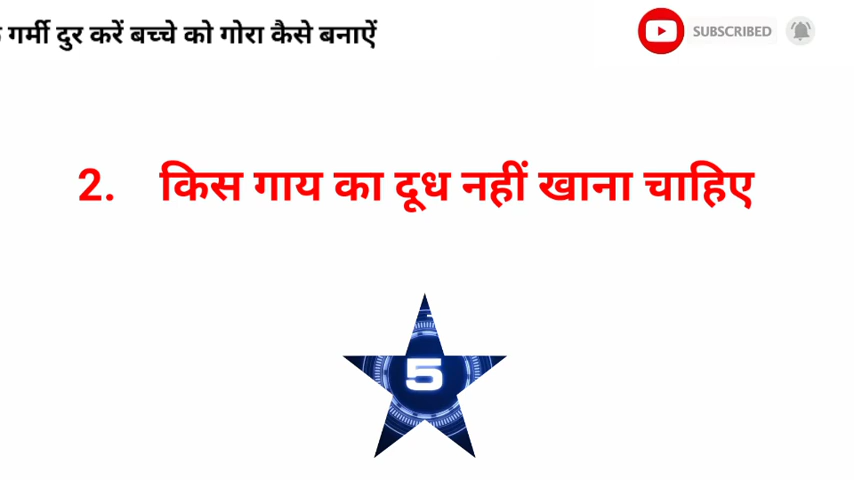 गर्मी दुर करें बच्चे को गोरा कैसे बनाऐं
SUBSCRIBED
2. किस गाय का दूध नहीं खाना चाहिए
5